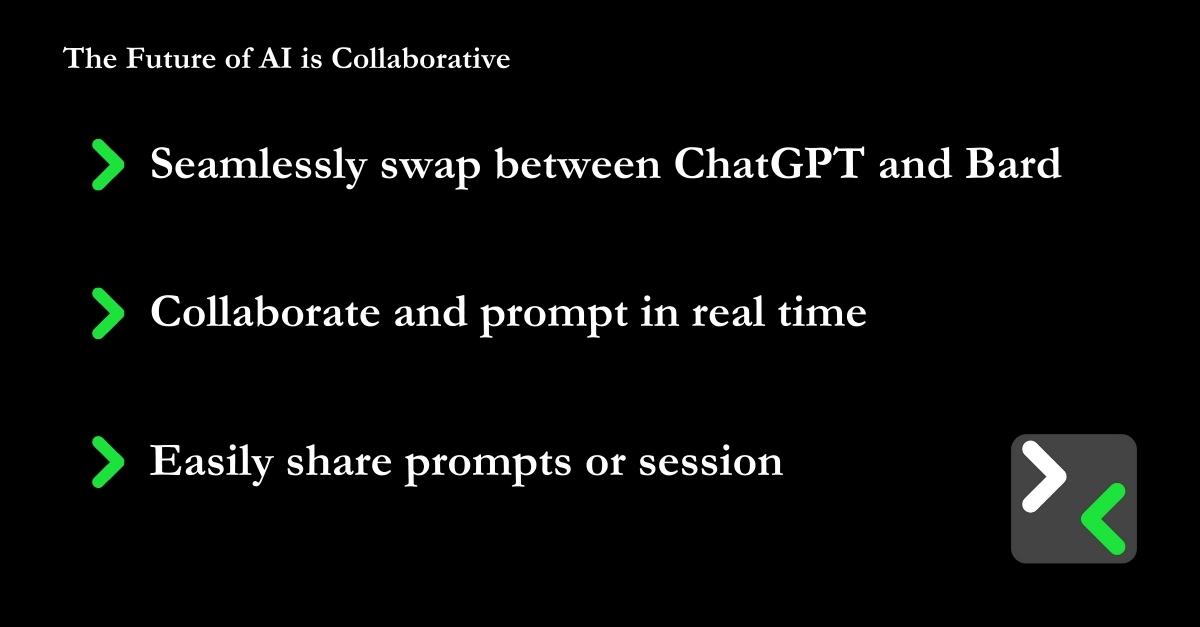 The Future of AI is Collaborative
Seamlessly swap between ChatGPT and Bard
Collaborate and prompt in real time
Easily share prompts or session